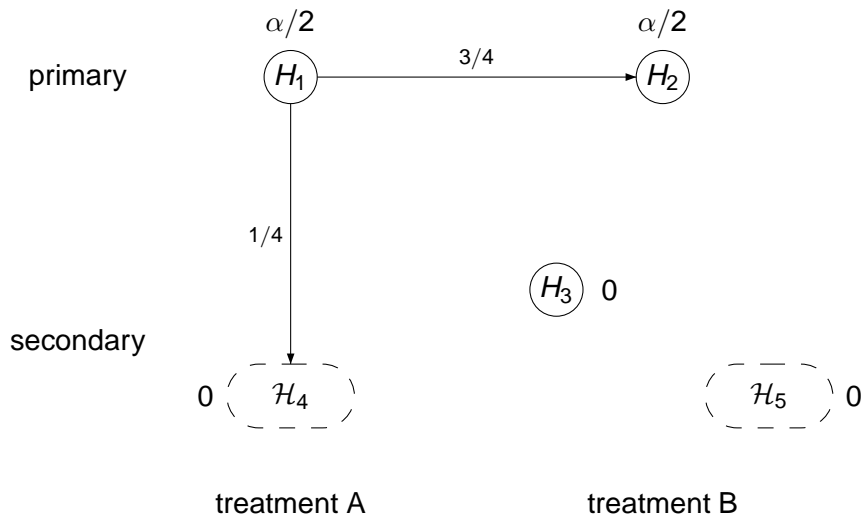 α/2 α/2
primary H₁ 3/4 H₂
1/4
H₃ 0
secondary
0 ℋ₄ ℋ₅ 0
treatment A treatment B